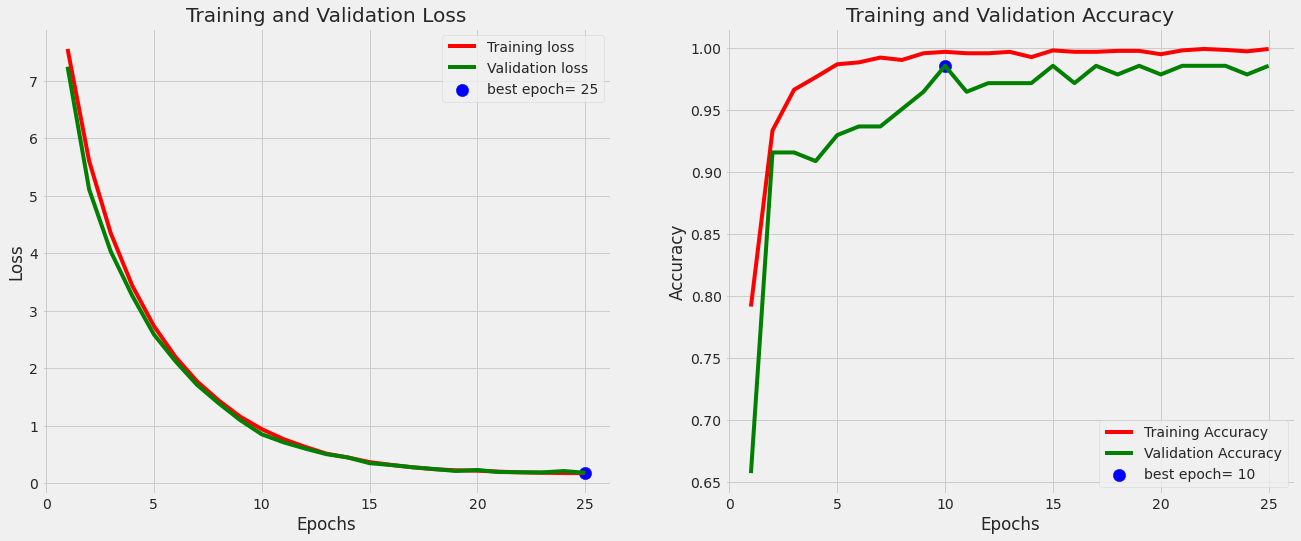 Training and Validation Loss
Training loss
Validation loss
best epoch= 25
7
6
5
4
3
2
1
0
Loss
0
5
10
15
20
25
Epochs
Training and Validation Accuracy
1.00
0.95
0.90
0.85
0.80
0.75
0.70
0.65
Accuracy
Training Accuracy
Validation Accuracy
best epoch= 10
0
5
10
15
20
25
Epochs